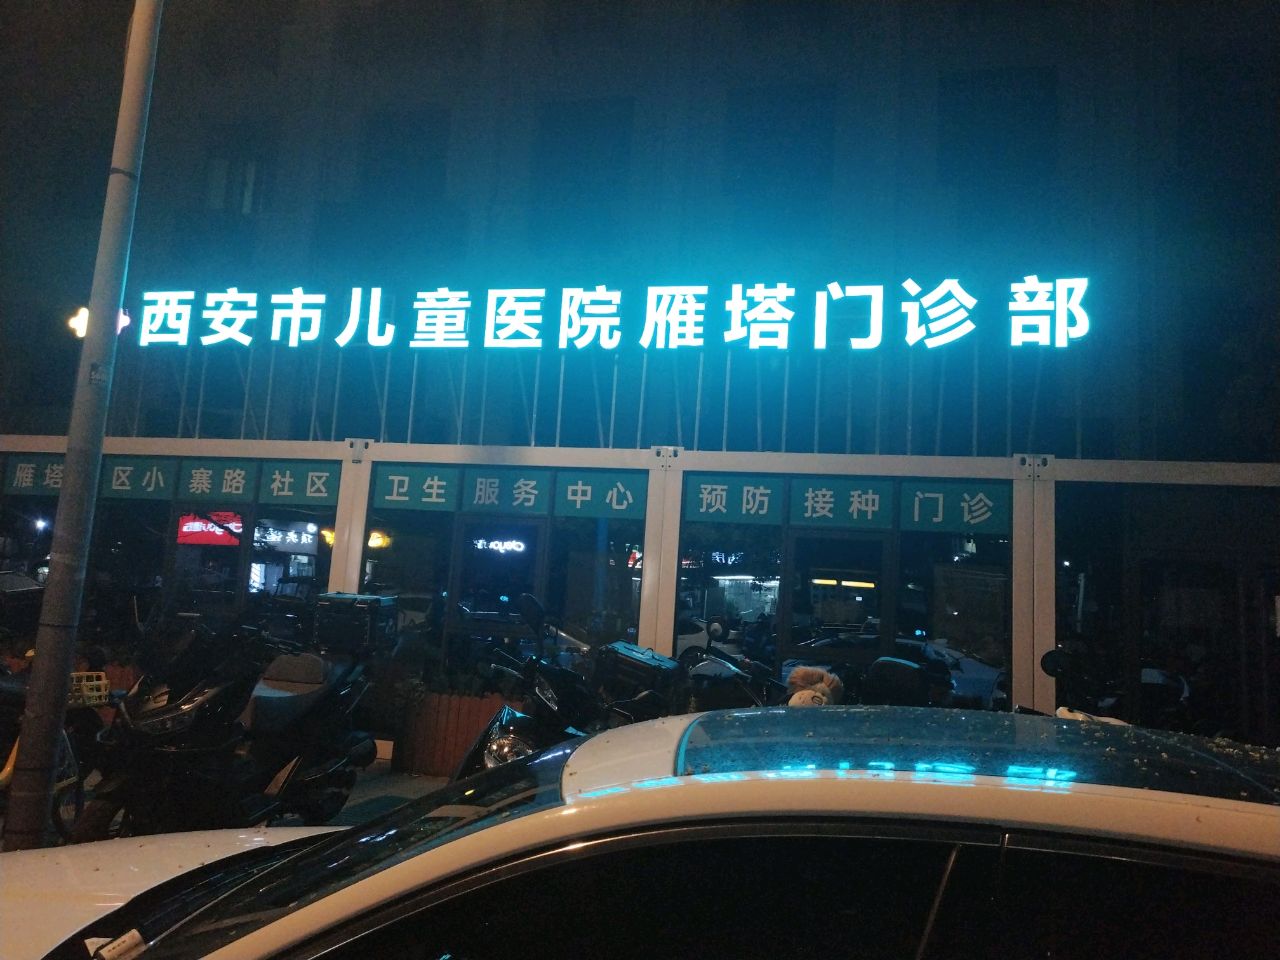 西安市儿童医院雁塔门诊部
雁塔区小寨路社区
卫生服务中心
预防接种门诊